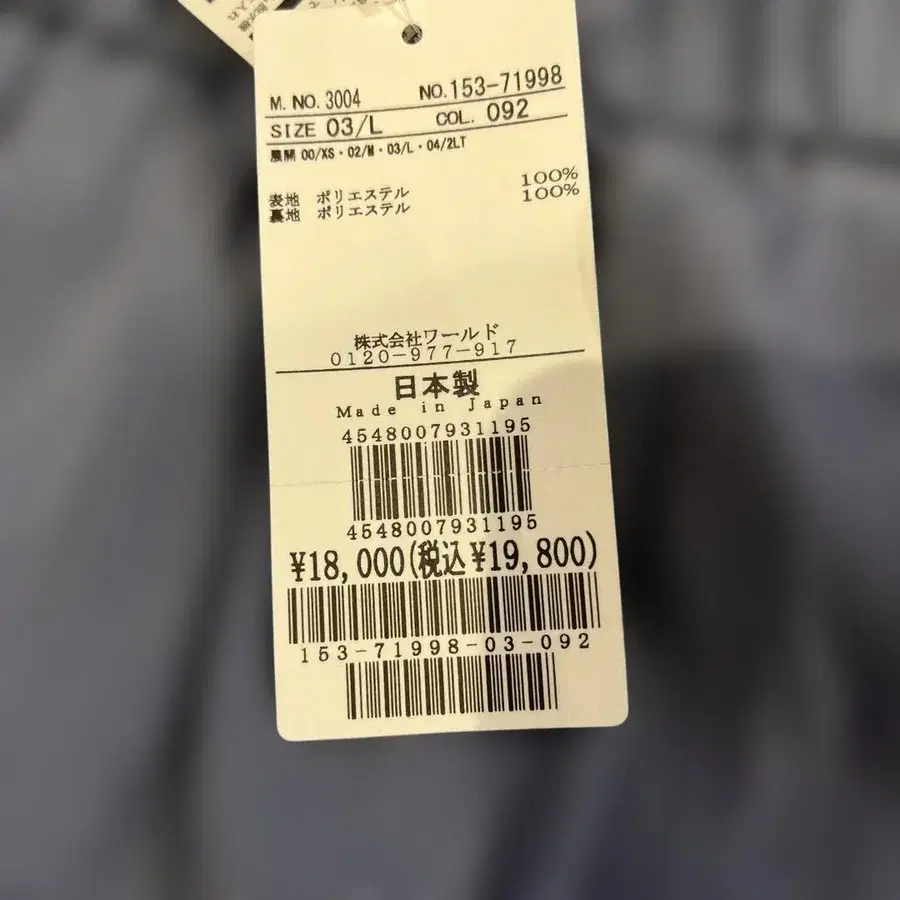 M. NO. 3004 NO. 153-71998
SIZE 03/L COL. 092
展開 00/XS・02/M・03/L・04/2LT
表地 ポリエステル 100%
裏地 ポリエステル 100%
株式会社ワールド
0120-977-917
日本製
Made in Japan
4548007931195
4548007931195
¥18,000(税込¥19,800)
153-71998-03-092